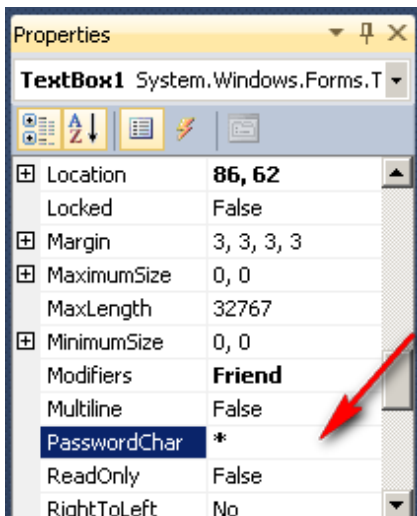 Properties
TextBox1 System.Windows.Forms.T
Location 86, 62
Locked False
Margin 3, 3, 3, 3
MaximumSize 0, 0
MaxLength 32767
MinimumSize 0, 0
Modifiers Friend
Multiline False
PasswordChar *
ReadOnly False
RightToLeft No